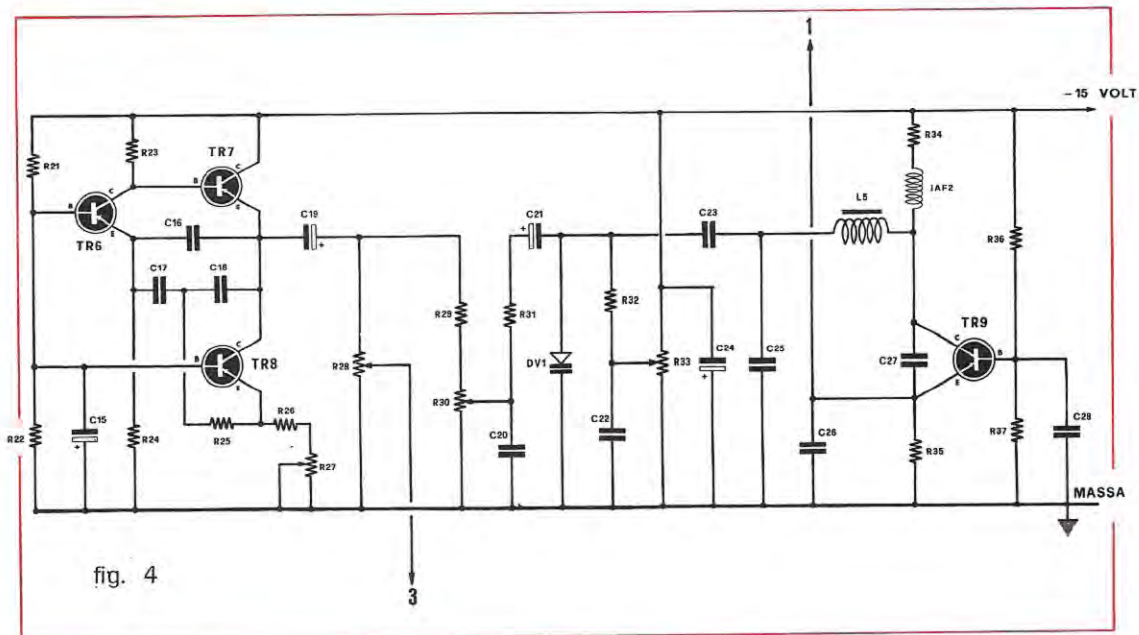 1
−15 VOLT
R21
R23
TR7
B
C
E
TR6
B
C
E
C16
C19
+
C17
C18
C21
+
C23
L5
R34
JAF2
R36
R29
R31
R32
R28
R30
DV1
R33
C24
+
C25
C27
TR9
C
B
E
TR8
B
C
E
R22
C15
+
R24
R25
R26
R27
C20
C22
C26
R35
R37
C28
MASSA
fig. 4
3